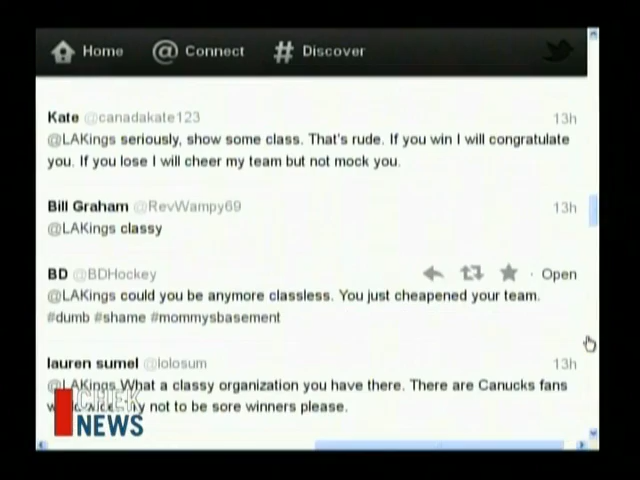 Home @ Connect # Discover
Kate @canadakate123 13h
@LAKings seriously, show some class. That's rude. If you win I will congratulate
you. If you lose I will cheer my team but not mock you.
Bill Graham @RevWampy69 13h
@LAKings classy
BD @BDHockey · Open
@LAKings could you be anymore classless. You just cheapened your team.
#dumb #shame #mommysbasement
lauren sumel @lolosum 13h
@LAKings What a classy organization you have there. There are Canucks fans
not to be sore winners please.
CHEK
NEWS